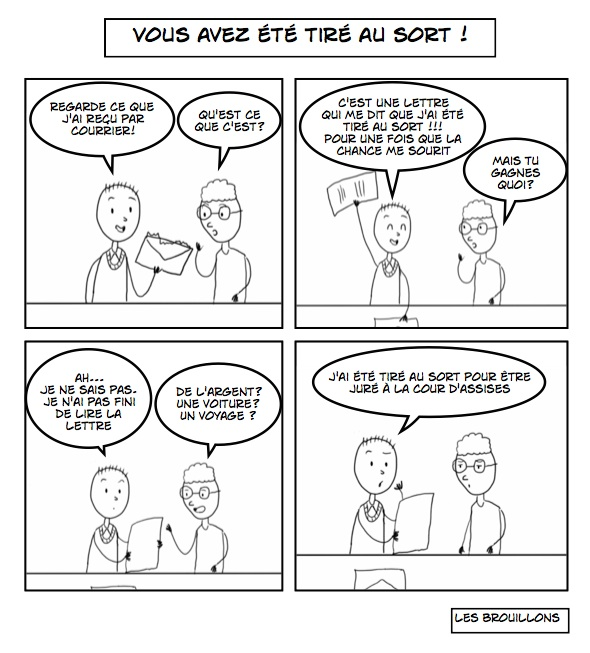 VOUS AVEZ ÉTÉ TIRÉ AU SORT !
REGARDE CE QUE
J'AI REÇU PAR
COURRIER!
QU'EST CE
QUE C'EST?
C'EST UNE LETTRE
QUI ME DIT QUE J'AI ÉTÉ
TIRÉ AU SORT !!!
POUR UNE FOIS QUE LA
CHANCE ME SOURIT
MAIS TU
GAGNES
QUOI?
AH...
JE NE SAIS PAS.
JE N'AI PAS FINI
DE LIRE LA
LETTRE
DE L'ARGENT?
UNE VOITURE?
UN VOYAGE ?
J'AI ÉTÉ TIRÉ AU SORT POUR ÊTRE
JURÉ À LA COUR D'ASSISES
LES BROUILLONS